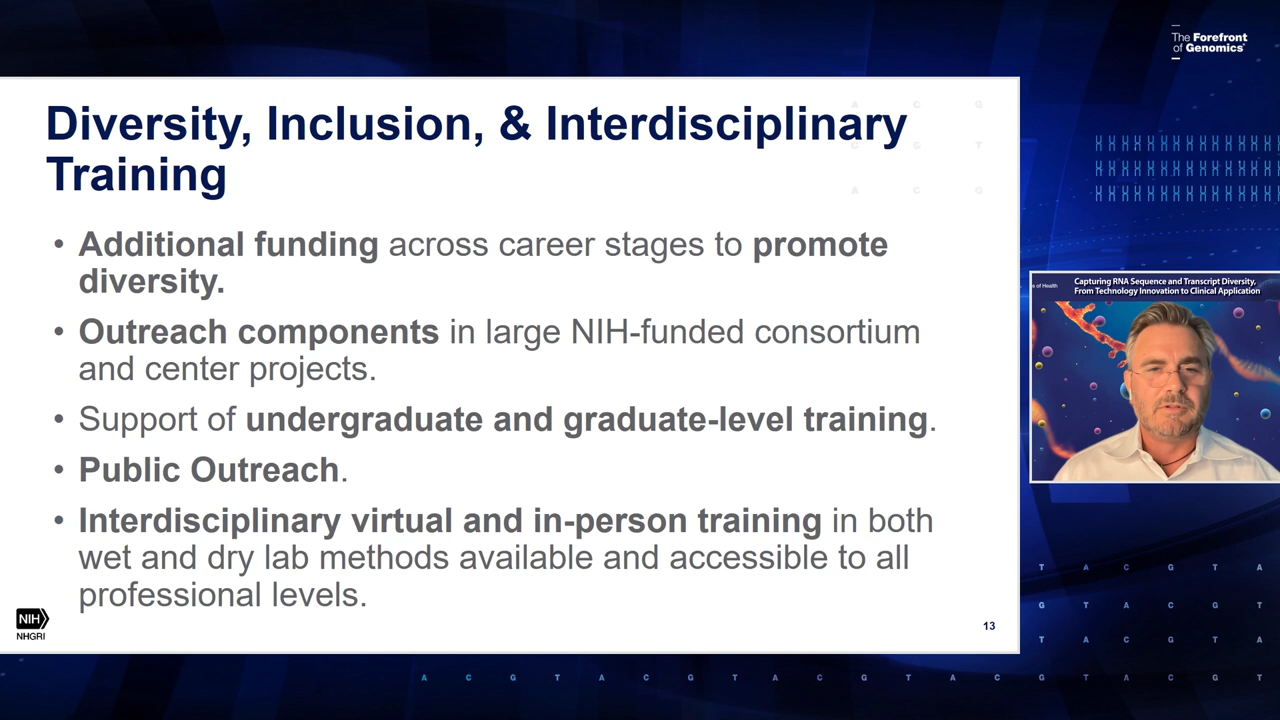 The Forefront
of Genomics®
Diversity, Inclusion, & Interdisciplinary
Training
A C G
C G T
A C G
• Additional funding across career stages to promote
diversity.
• Outreach components in large NIH-funded consortium
and center projects.
• Support of undergraduate and graduate-level training.
• Public Outreach.
• Interdisciplinary virtual and in-person training in both
wet and dry lab methods available and accessible to all
professional levels.
NIH
NHGRI
13
s of Health
Capturing RNA Sequence and Transcript Diversity,
From Technology Innovation to Clinical Application
T A C G T A
G T A C G T
T A C G T A
A C G T A C G T A C G T A C G T A C G T